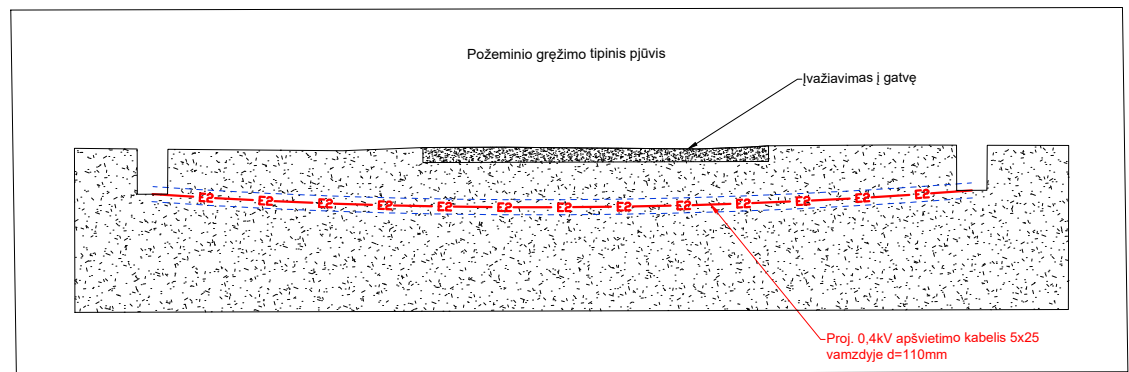 Požeminio gręžimo tipinis pjūvis
Įvažiavimas į gatvę
E2 E2 E2 E2 E2 E2 E2 E2 E2 E2 E2 E2 E2
Proj. 0,4kV apšvietimo kabelis 5x25
vamzdyje d=110mm